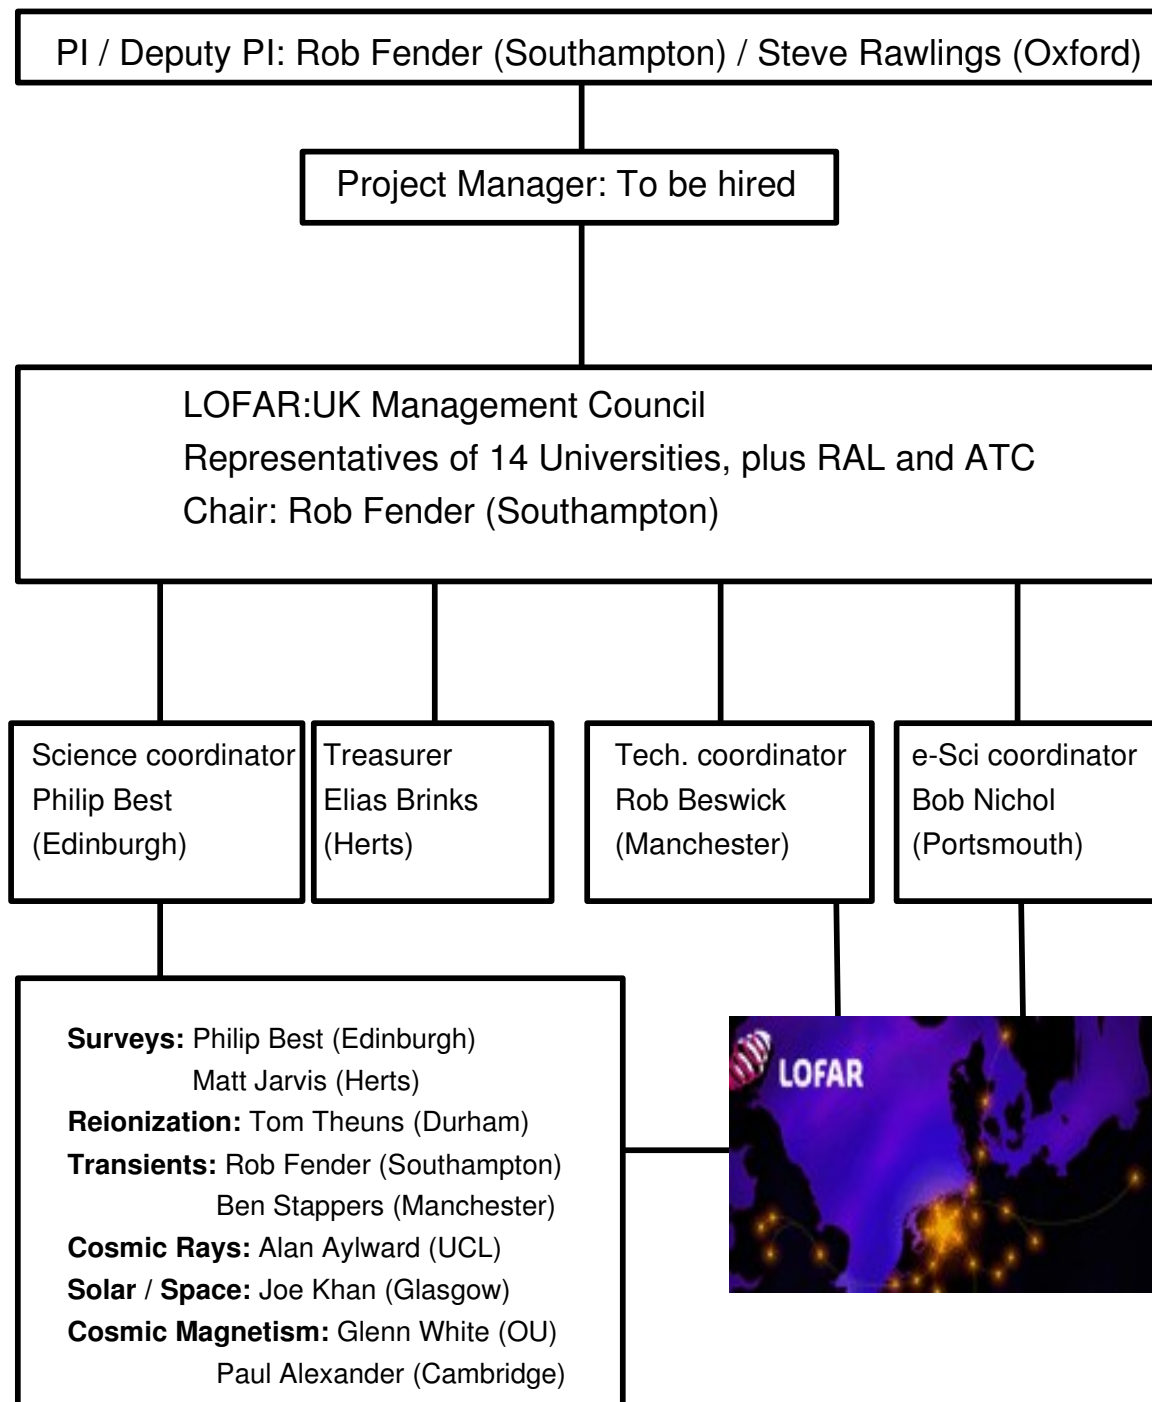 PI / Deputy PI: Rob Fender (Southampton) / Steve Rawlings (Oxford)
Project Manager: To be hired
LOFAR:UK Management Council
Representatives of 14 Universities, plus RAL and ATC
Chair: Rob Fender (Southampton)
Science coordinator
Philip Best
(Edinburgh)
Treasurer
Elias Brinks
(Herts)
Tech. coordinator
Rob Beswick
(Manchester)
e-Sci coordinator
Bob Nichol
(Portsmouth)
Surveys: Philip Best (Edinburgh)
Matt Jarvis (Herts)
Reionization: Tom Theuns (Durham)
Transients: Rob Fender (Southampton)
Ben Stappers (Manchester)
Cosmic Rays: Alan Aylward (UCL)
Solar / Space: Joe Khan (Glasgow)
Cosmic Magnetism: Glenn White (OU)
Paul Alexander (Cambridge)
LOFAR